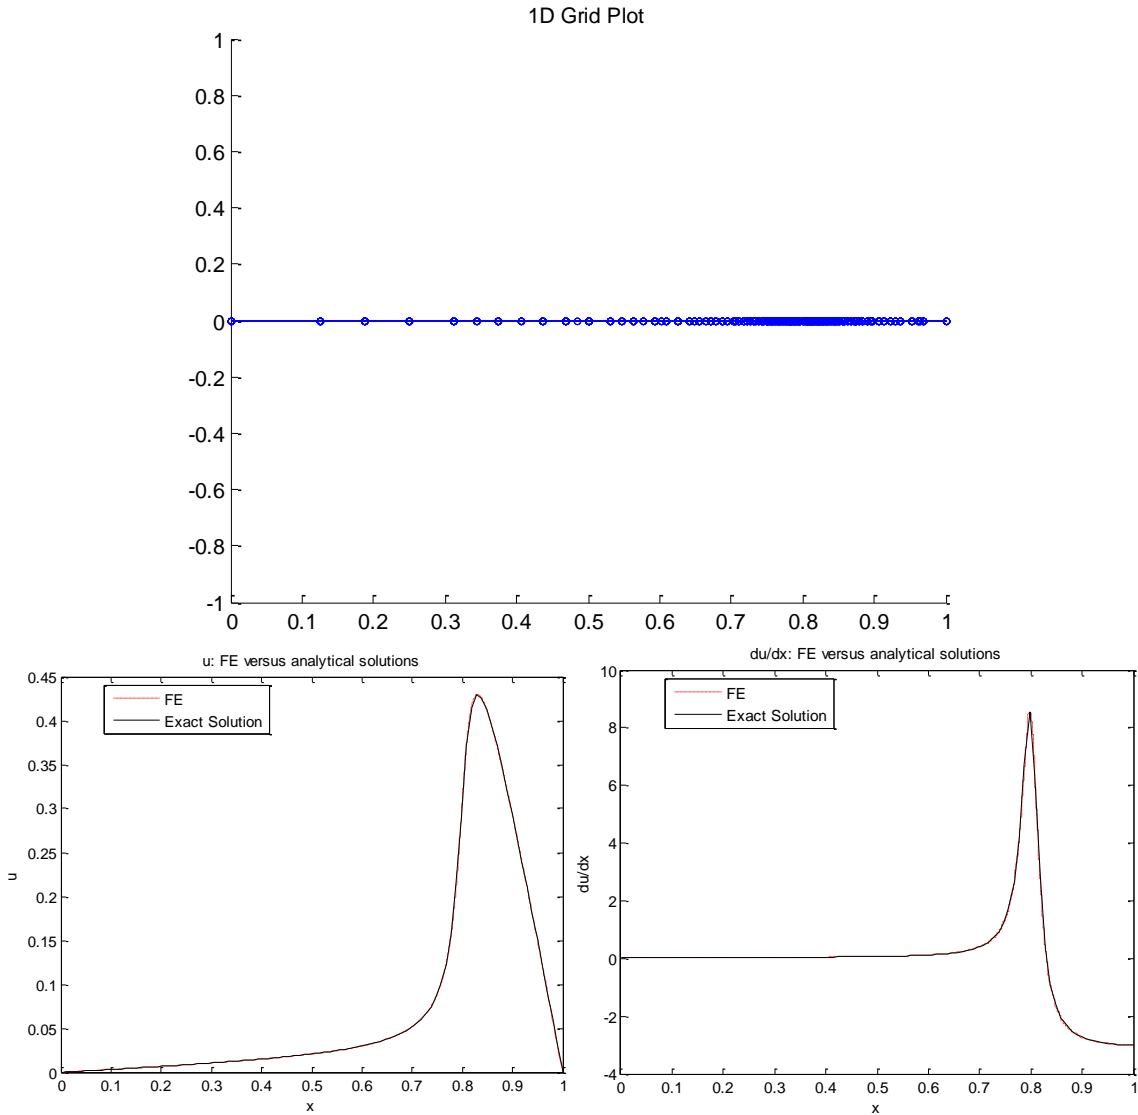 1D Grid Plot
1
0.8
0.6
0.4
0.2
0
-0.2
-0.4
-0.6
-0.8
-1
0 0.1 0.2 0.3 0.4 0.5 0.6 0.7 0.8 0.9 1
u: FE versus analytical solutions
0.45
0.4
0.35
0.3
0.25
0.2
0.15
0.1
0.05
0
u
FE
Exact Solution
0 0.1 0.2 0.3 0.4 0.5 0.6 0.7 0.8 0.9 1
x
du/dx: FE versus analytical solutions
10
8
6
4
2
0
-2
-4
du/dx
FE
Exact Solution
0 0.1 0.2 0.3 0.4 0.5 0.6 0.7 0.8 0.9 1
x